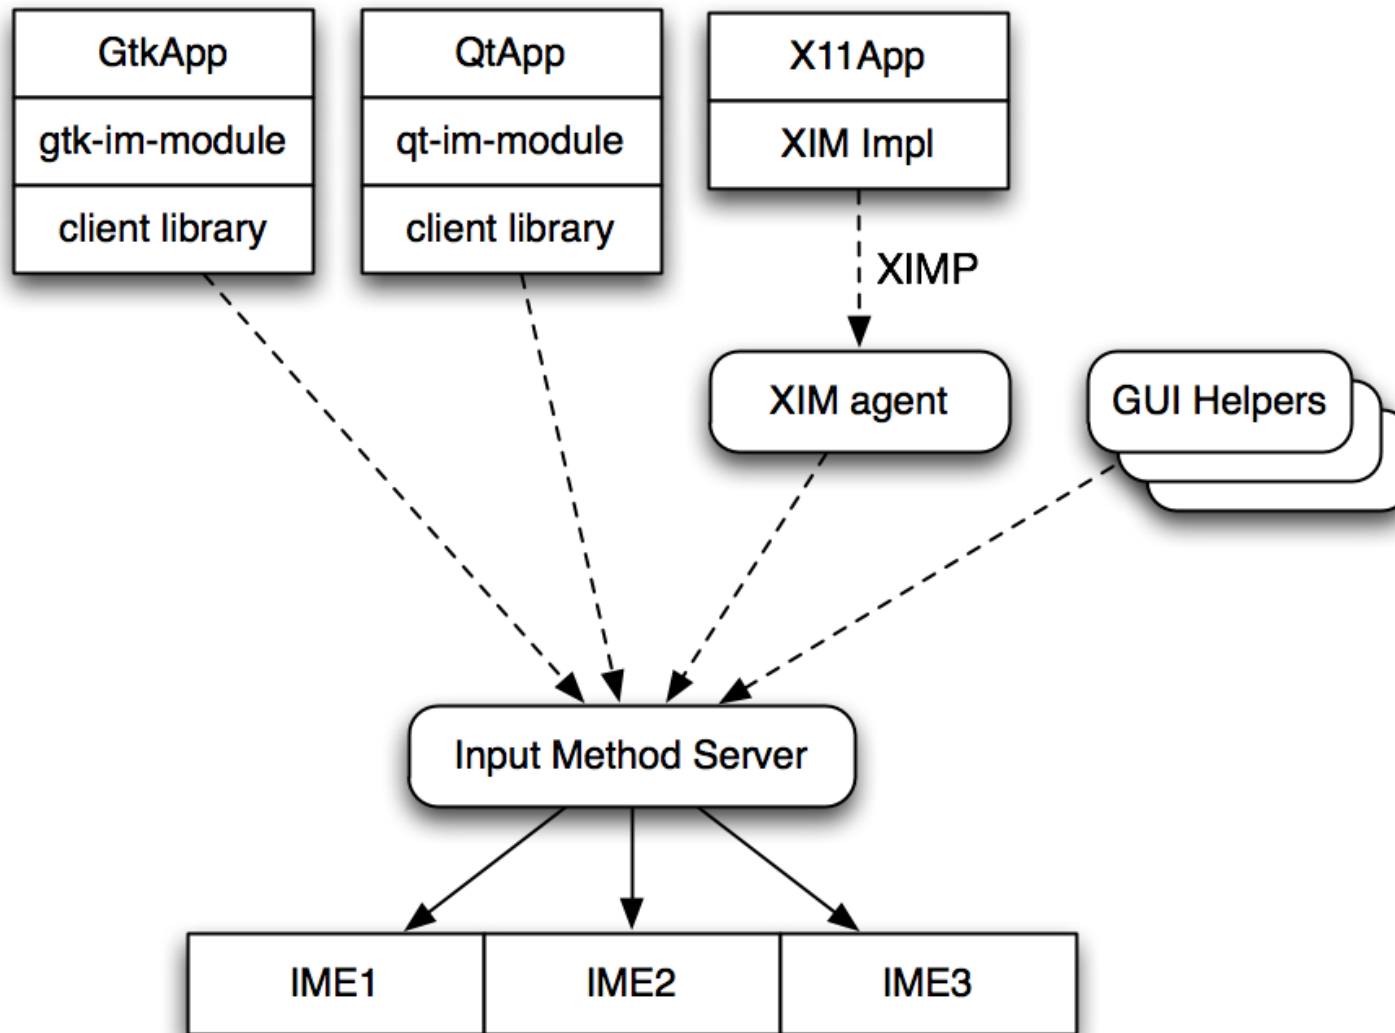 GtkApp
gtk-im-module
client library
QtApp
qt-im-module
client library
X11App
XIM Impl
XIMP
XIM agent
GUI Helpers
Input Method Server
IME1
IME2
IME3